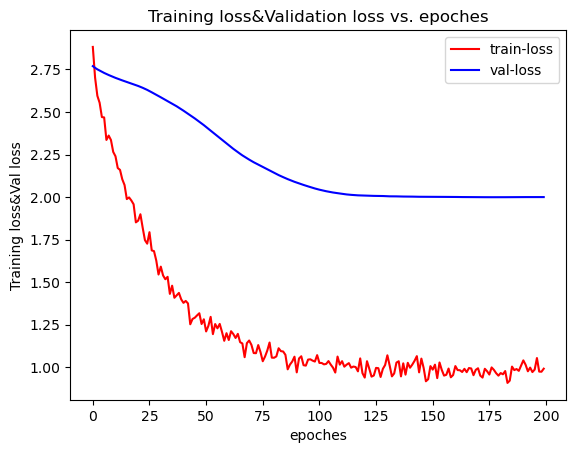 Training loss&Validation loss vs. epoches
train-loss
val-loss
Training loss&Val loss
2.75
2.50
2.25
2.00
1.75
1.50
1.25
1.00
0 25 50 75 100 125 150 175 200
epoches